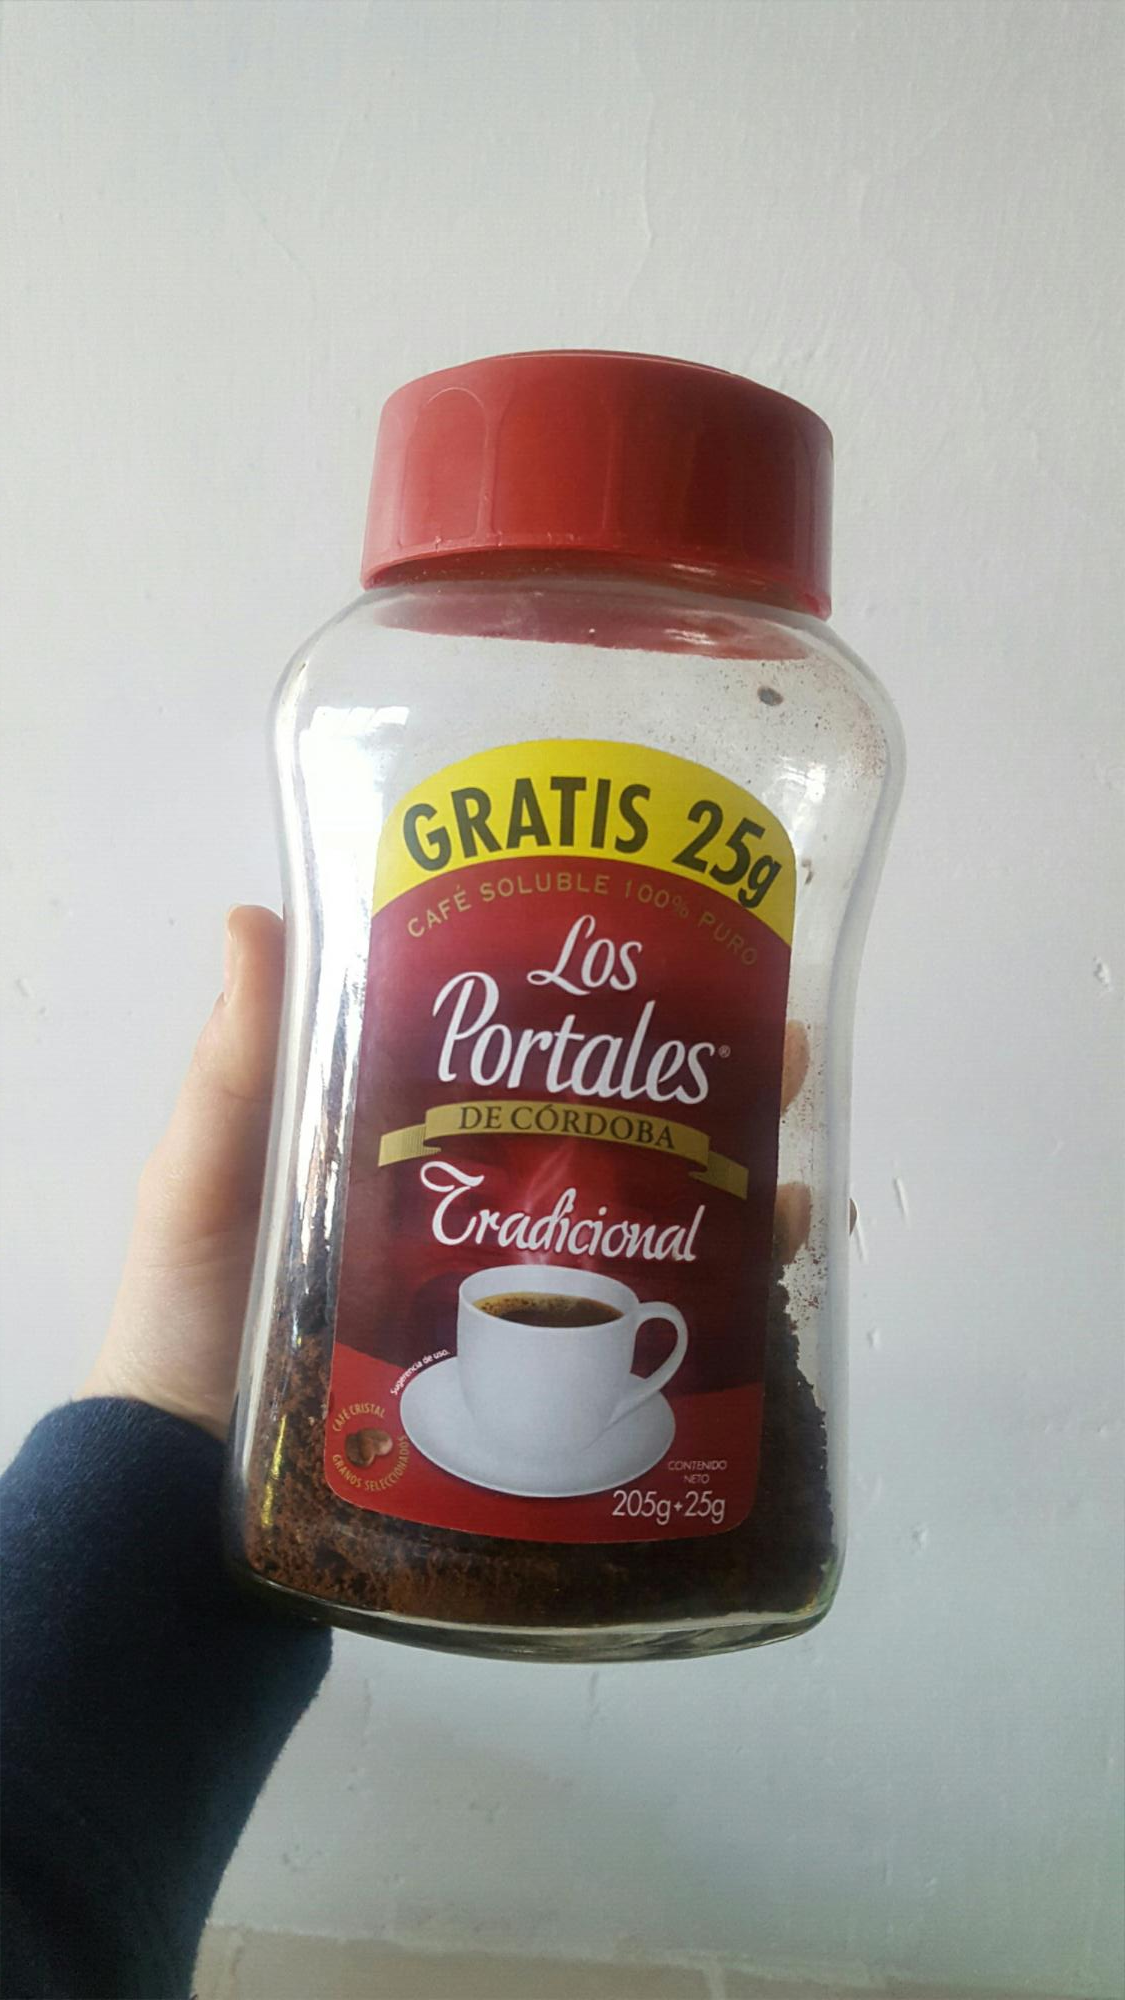 GRATIS 25g
CAFÉ SOLUBLE 100% PURO
Los
Portales®
DE CÓRDOBA
Tradicional
Sugerencia de uso.
CAFÉ CRISTAL
GRANOS SELECCIONADOS
CONTENIDO
NETO
205g+25g